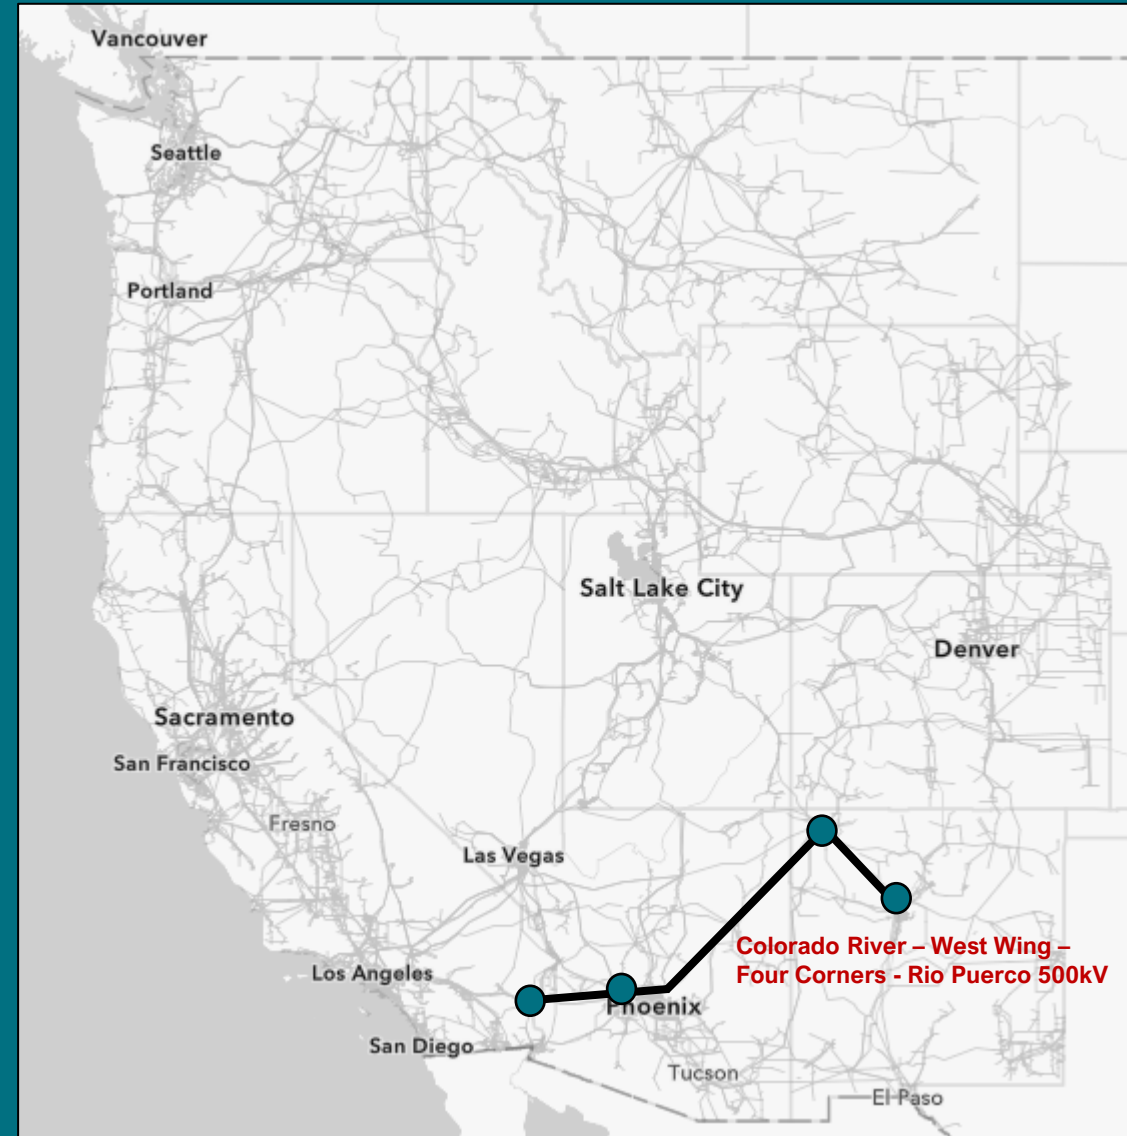 Vancouver
Seattle
Portland
Salt Lake City
Denver
Sacramento
San Francisco
Fresno
Las Vegas
Colorado River – West Wing –
Four Corners - Rio Puerco 500kV
Los Angeles
Phoenix
San Diego
Tucson
El Paso